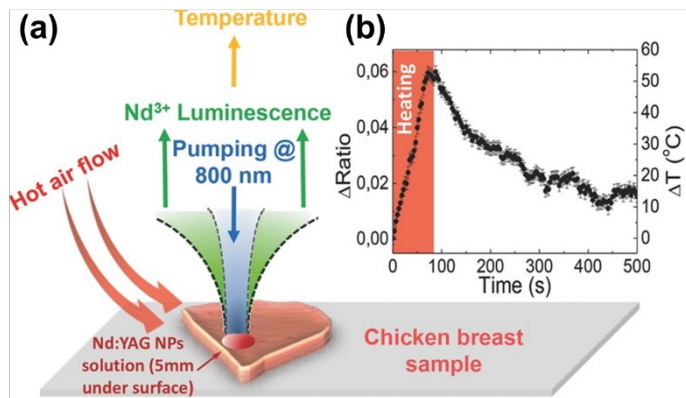 (a)
Temperature
Nd³⁺ Luminescence
Pumping @
800 nm
Hot air flow
Nd:YAG NPs
solution (5mm
under surface)
Chicken breast
sample
(b)
Heating
ΔRatio
0,06
0,04
0,02
0,00
ΔT (°C)
60
50
40
30
20
10
0
0 100 200 300 400 500
Time (s)